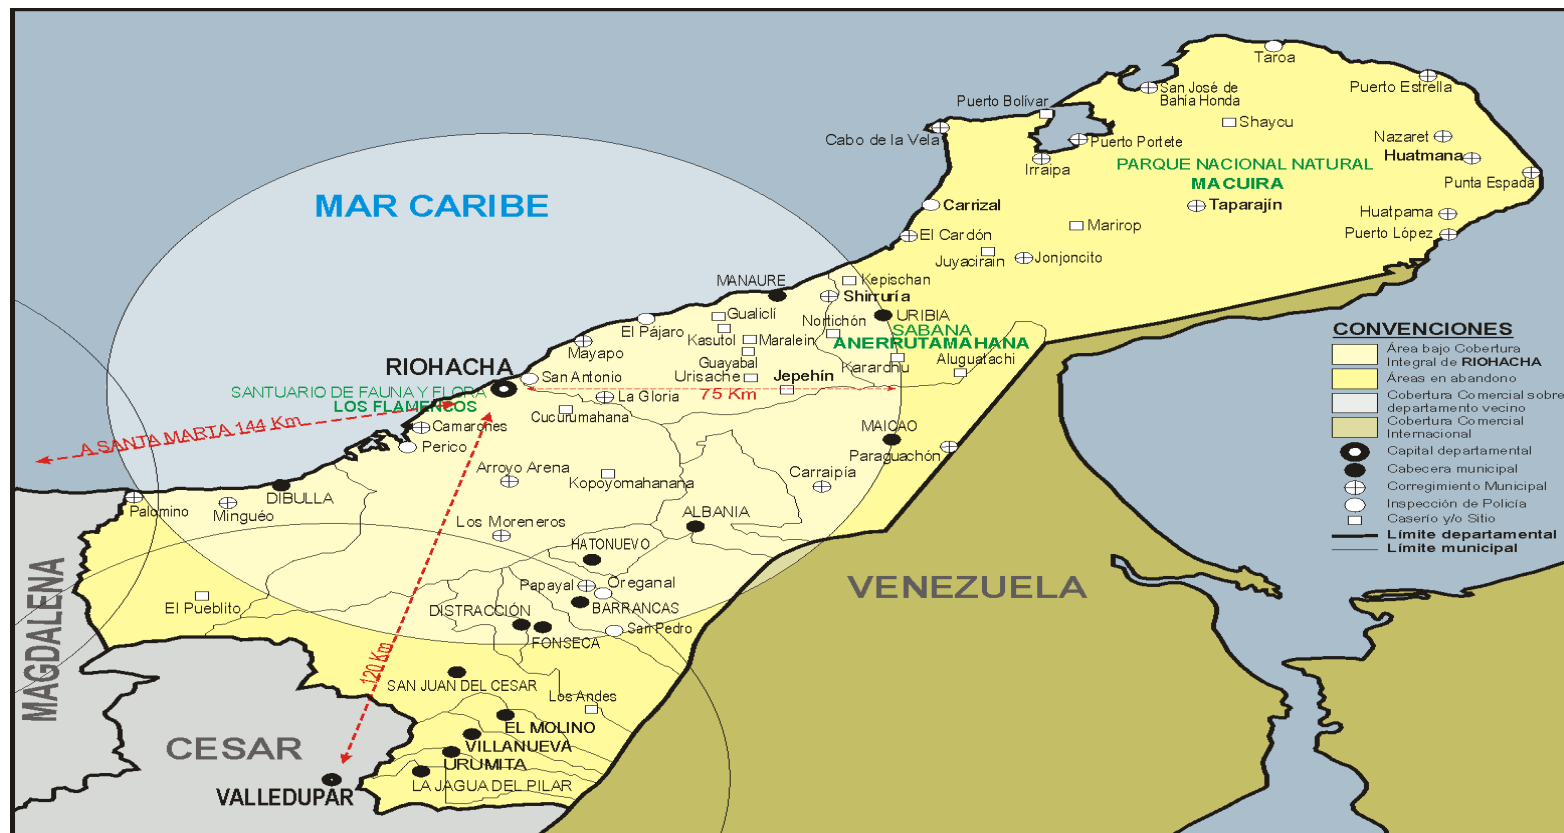 Taroa
Puerto Estrella
San José de
Bahía Honda
Puerto Bolívar
Shaycu
Cabo de la Vela
Puerto Portete
Nazaret
Huatmana
Irraipa
PARQUE NACIONAL NATURAL
MACUIRA
Punta Espada
MAR CARIBE
Carrizal
Taparajín
Huatpama
El Cardón
Marirop
Puerto López
Juyacirain
Jonjoncito
MANAURE
Kepischan
Shirruría
Gualiclí
URIBIA
El Pájaro
Nortichón
SABANA
ANERRUTAMAHANA
Kasutol
Maralein
Mayapo
Guayabal
Karardhu
Aluguatachi
RIOHACHA
San Antonio
Urisache
Jepehín
SANTUARIO DE FAUNA Y FLORA
LOS FLAMENCOS
La Gloria
75 Km
Cucurumahana
A SANTA MARTA 144 Km
Camarones
MAICAO
Perico
Paraguachón
Arroyo Arena
Kopoyomahanana
Carraipía
DIBULLA
Palomino
Minguéo
ALBANIA
Los Moreneros
HATONUEVO
Papayal
Oreganal
El Pueblito
DISTRACCIÓN
BARRANCAS
San Pedro
FONSECA
VENEZUELA
MAGDALENA
120 Km
SAN JUAN DEL CESAR
Los Andes
EL MOLINO
VILLANUEVA
CESAR
URUMITA
LA JAGUA DEL PILAR
VALLEDUPAR
CONVENCIONES
Área bajo Cobertura
Integral de RIOHACHA
Áreas en abandono
Cobertura Comercial sobre
departamento vecino
Cobertura Comercial
Internacional
Capital departamental
Cabecera municipal
Corregimiento Municipal
Inspección de Policía
Caserío y/o Sitio
Límite departamental
Límite municipal